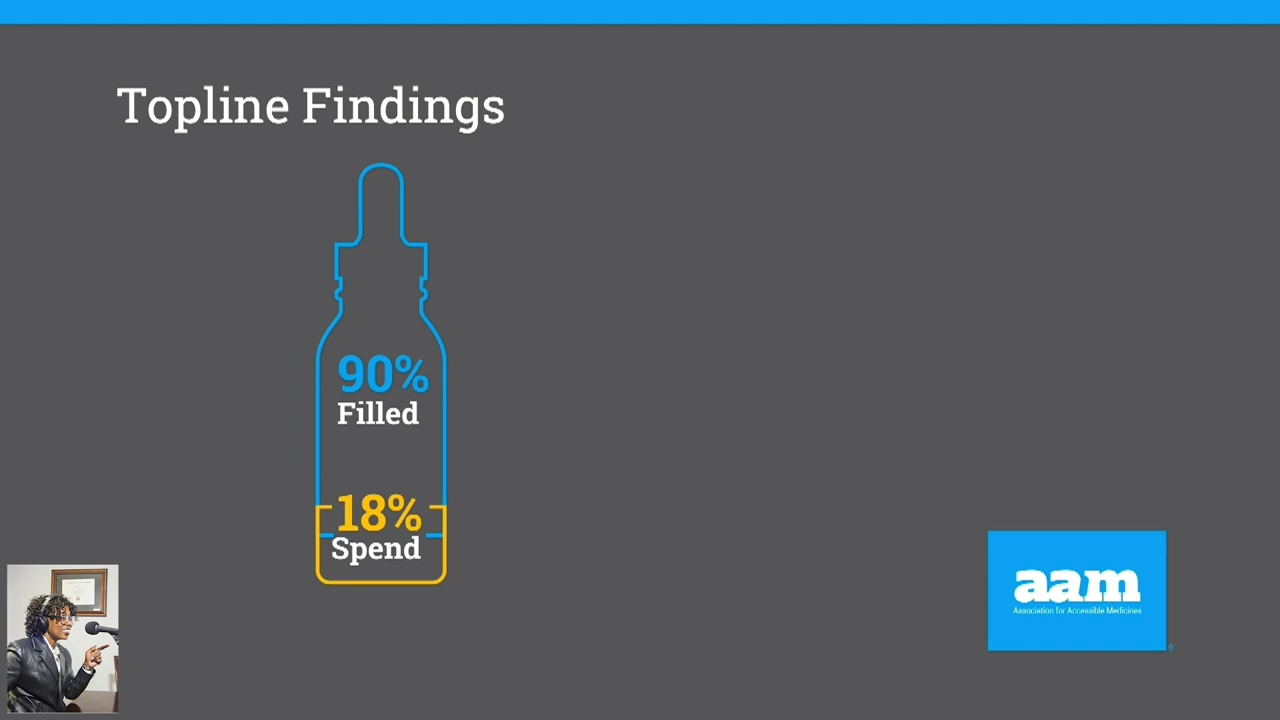 Topline Findings
90%
Filled
18%
Spend
aam
Association for Accessible Medicines
®